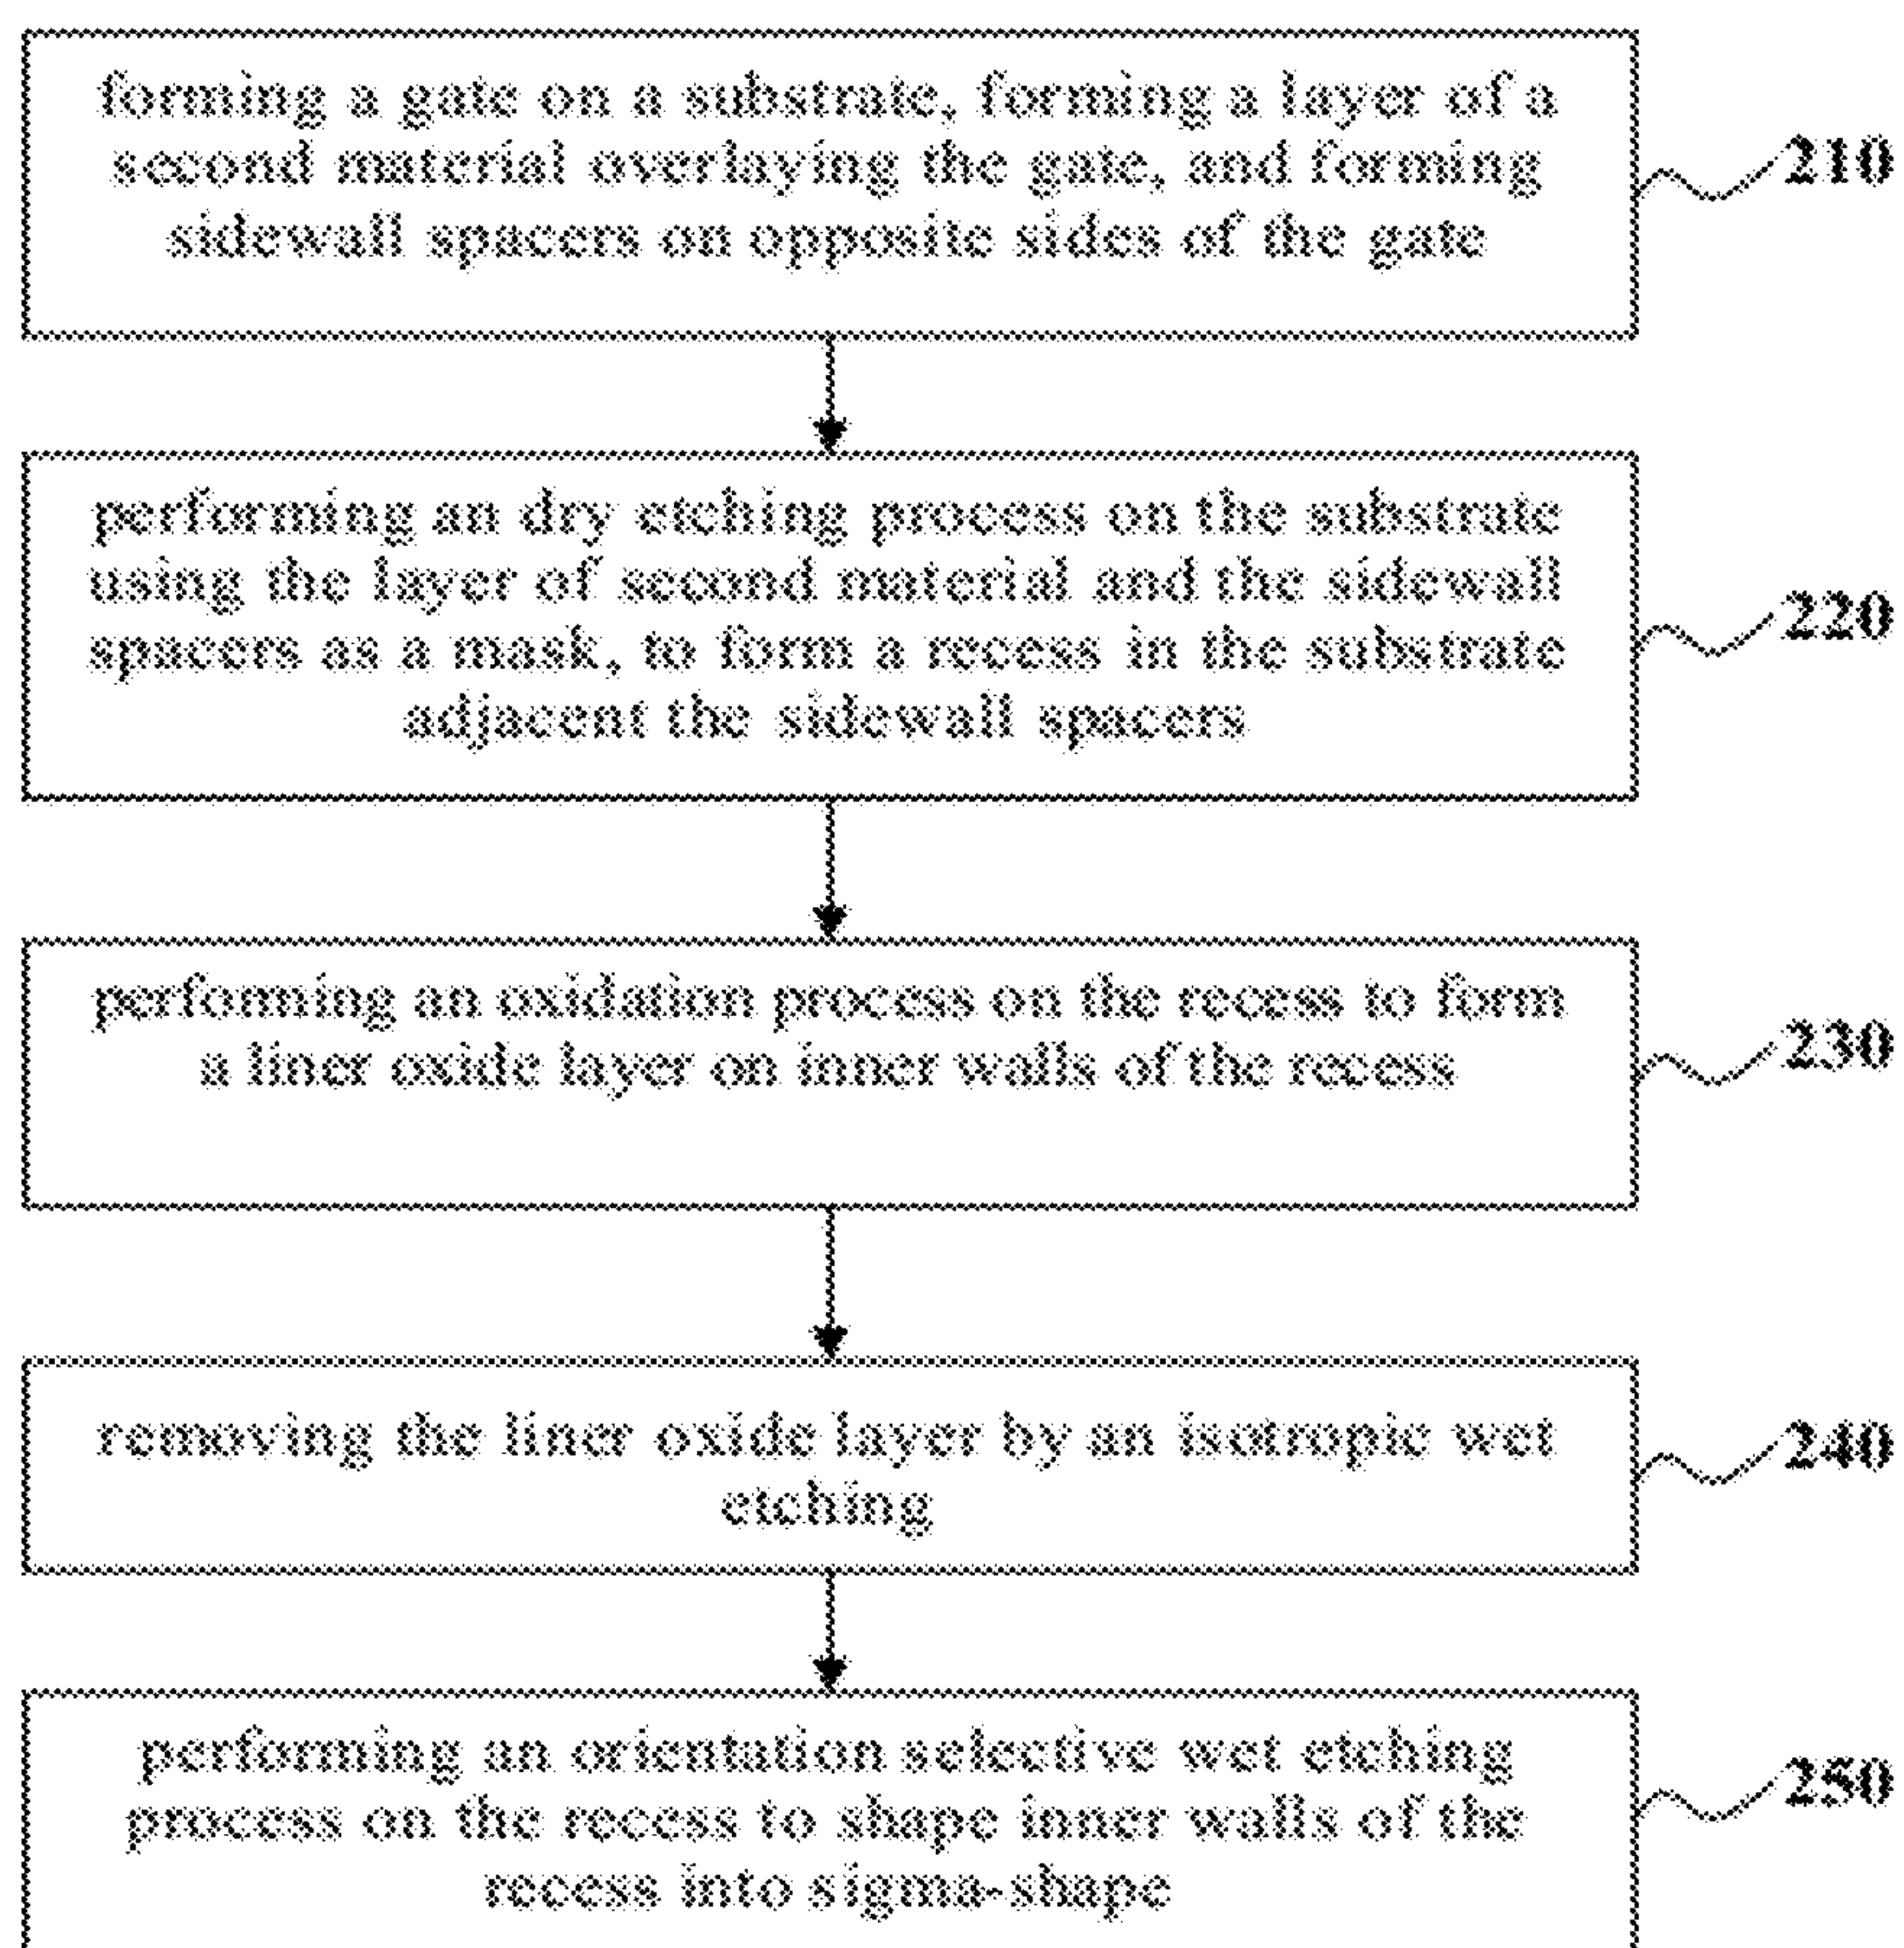 forming a gate on a substrate, forming a layer of a
second material overlaying the gate, and forming
sidewall spacers on opposite sides of the gate
210
performing an dry etching process on the substrate
using the layer of second material and the sidewall
spacers as a mask, to form a recess in the substrate
adjacent the sidewall spacers
220
performing an oxidation process on the recess to form
a liner oxide layer on inner walls of the recess
230
removing the liner oxide layer by an isotropic wet
etching
240
performing an orientation selective wet etching
process on the recess to shape inner walls of the
recess into sigma-shape
250